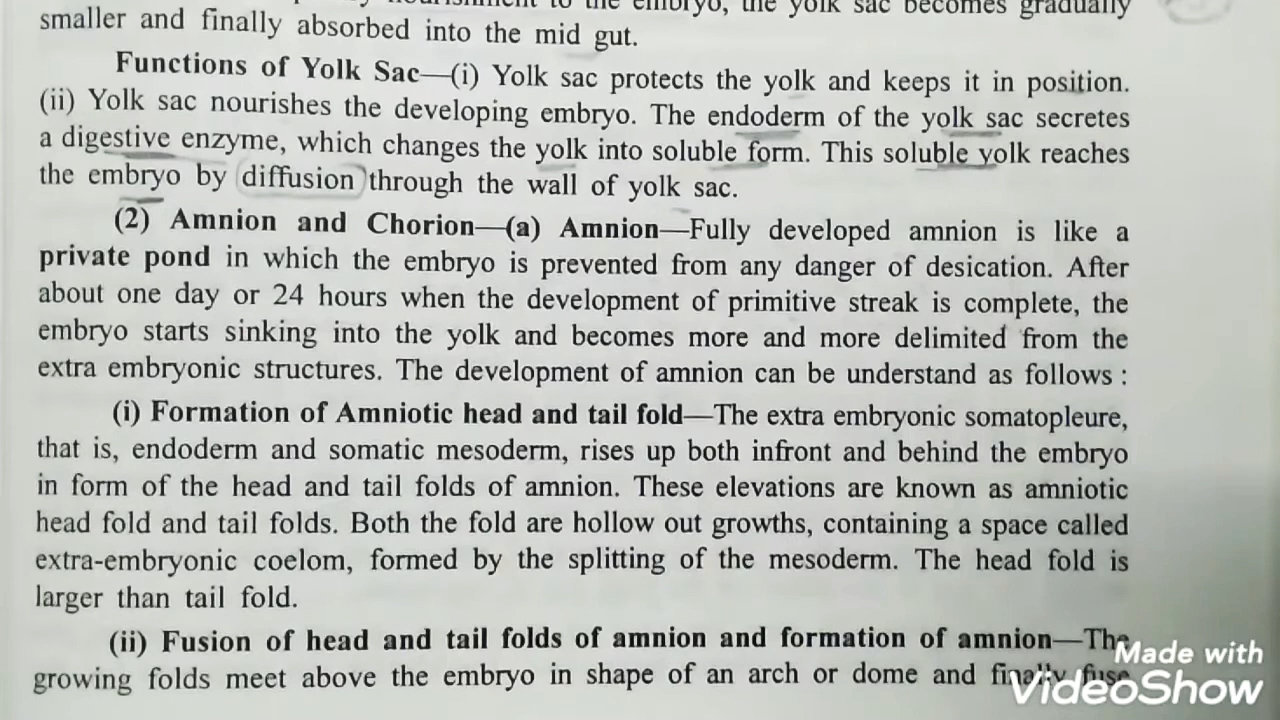 nourishment to the embryo, the yolk sac becomes gradually
smaller and finally absorbed into the mid gut.
Functions of Yolk Sac—(i) Yolk sac protects the yolk and keeps it in position.
(ii) Yolk sac nourishes the developing embryo. The endoderm of the yolk sac secretes
a digestive enzyme, which changes the yolk into soluble form. This soluble yolk reaches
the embryo by diffusion through the wall of yolk sac.
(2) Amnion and Chorion—(a) Amnion—Fully developed amnion is like a
private pond in which the embryo is prevented from any danger of desication. After
about one day or 24 hours when the development of primitive streak is complete, the
embryo starts sinking into the yolk and becomes more and more delimited from the
extra embryonic structures. The development of amnion can be understand as follows :
(i) Formation of Amniotic head and tail fold—The extra embryonic somatopleure,
that is, endoderm and somatic mesoderm, rises up both infront and behind the embryo
in form of the head and tail folds of amnion. These elevations are known as amniotic
head fold and tail folds. Both the fold are hollow out growths, containing a space called
extra-embryonic coelom, formed by the splitting of the mesoderm. The head fold is
larger than tail fold.
(ii) Fusion of head and tail folds of amnion and formation of amnion—The
growing folds meet above the embryo in shape of an arch or dome and finally fuse
Made with
VideoShow